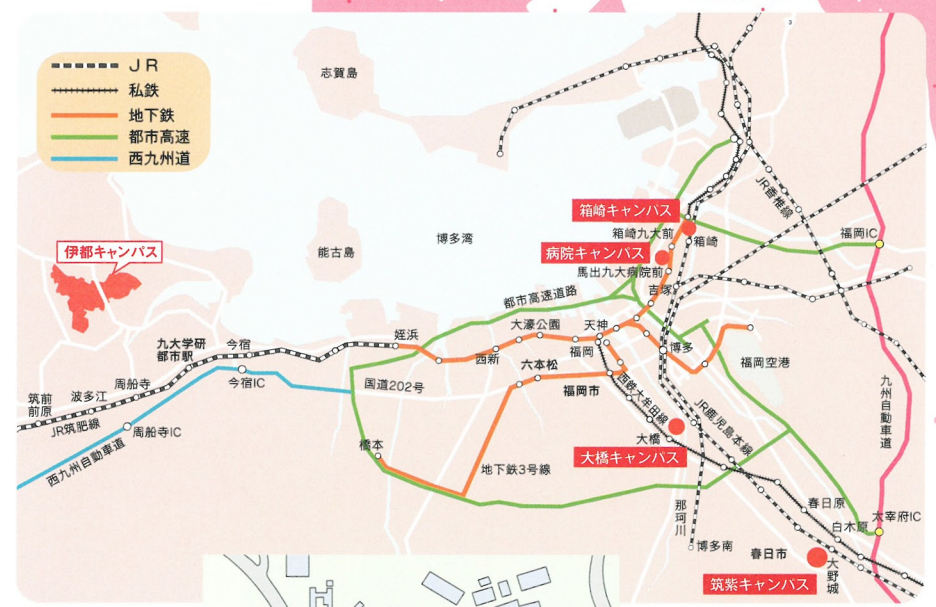 3
JR
私鉄
地下鉄
都市高速
西九州道
志賀島
能古島
博多湾
伊都キャンパス
箱崎キャンパス
箱崎九大前
箱崎
病院キャンパス
馬出九大病院前
吉塚
JR香椎線
福岡IC
都市高速道路
九大学研
都市駅
今宿
姪浜
西新
大濠公園
天神
福岡
博多
福岡空港
六本松
福岡市
国道202号
今宿IC
周船寺
波多江
筑前
前原
JR筑肥線
周船寺IC
西九州自動車道
橋本
地下鉄3号線
西鉄大牟田線
JR鹿児島本線
大橋
大橋キャンパス
九州自動車道
那珂川
博多南
春日原
白木原
太宰府IC
春日市
大野城
筑紫キャンパス